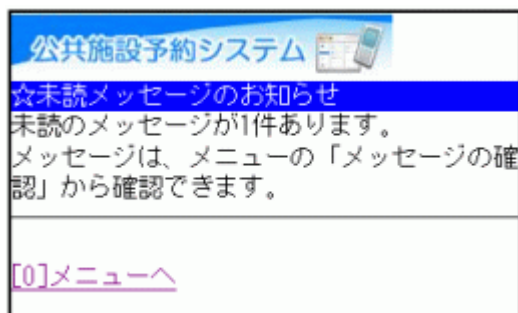 公共施設予約システム
☆未読メッセージのお知らせ
未読のメッセージが1件あります。
メッセージは、メニューの「メッセージの確
認」から確認できます。
[0]メニューへ